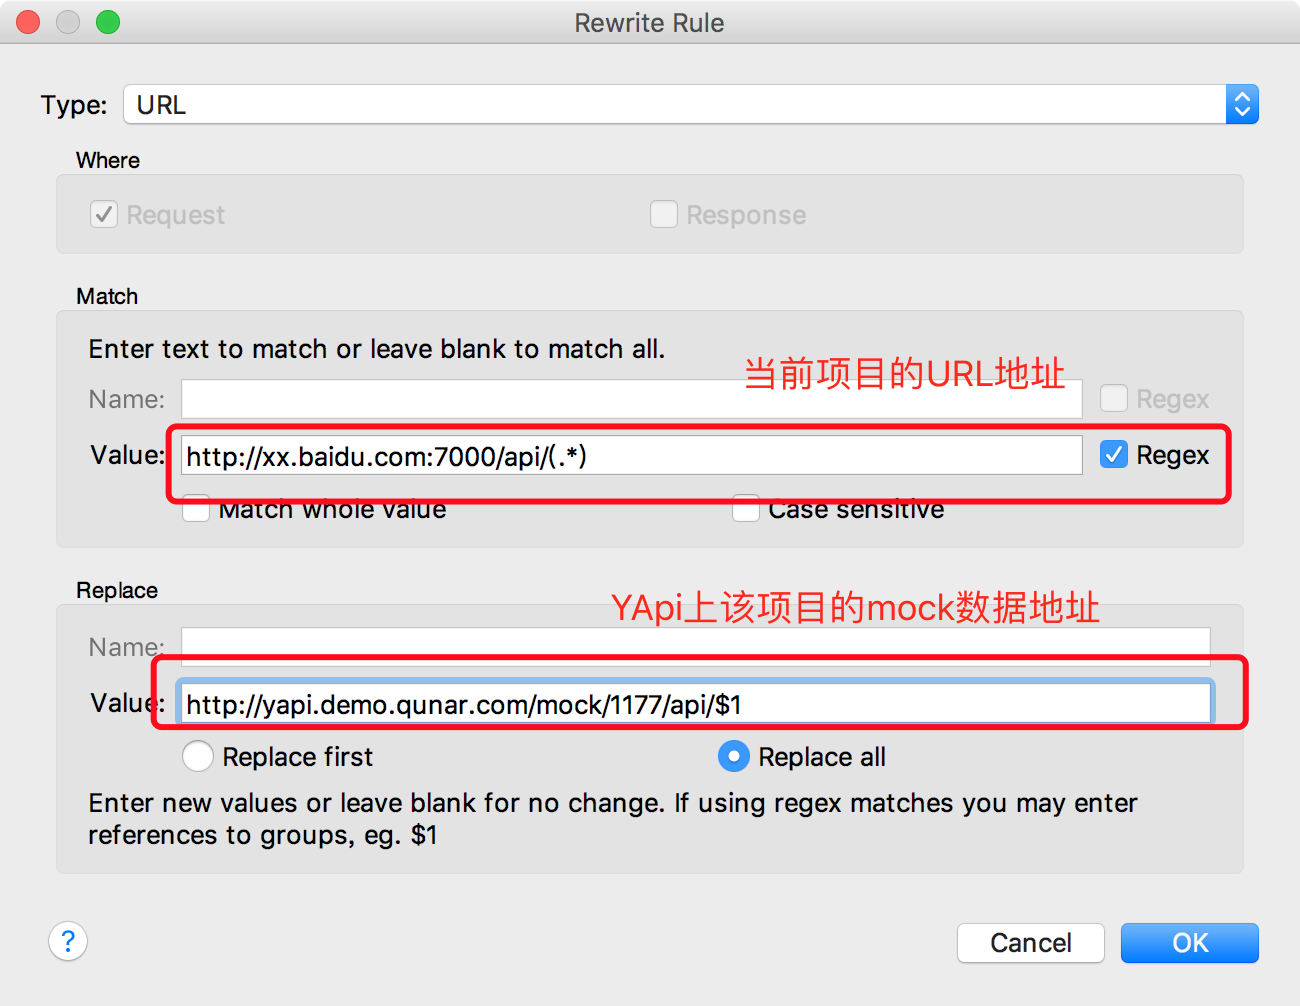 Rewrite Rule
Type: URL
Where
Request Response
Match
Enter text to match or leave blank to match all.
当前项目的URL地址
Name: Regex
Value: http://xx.baidu.com:7000/api/(.*) Regex
Match whole value Case sensitive
Replace
YApi上该项目的mock数据地址
Name:
Value: http://yapi.demo.qunar.com/mock/1177/api/$1
Replace first Replace all
Enter new values or leave blank for no change. If using regex matches you may enter
references to groups, eg. $1
? Cancel OK